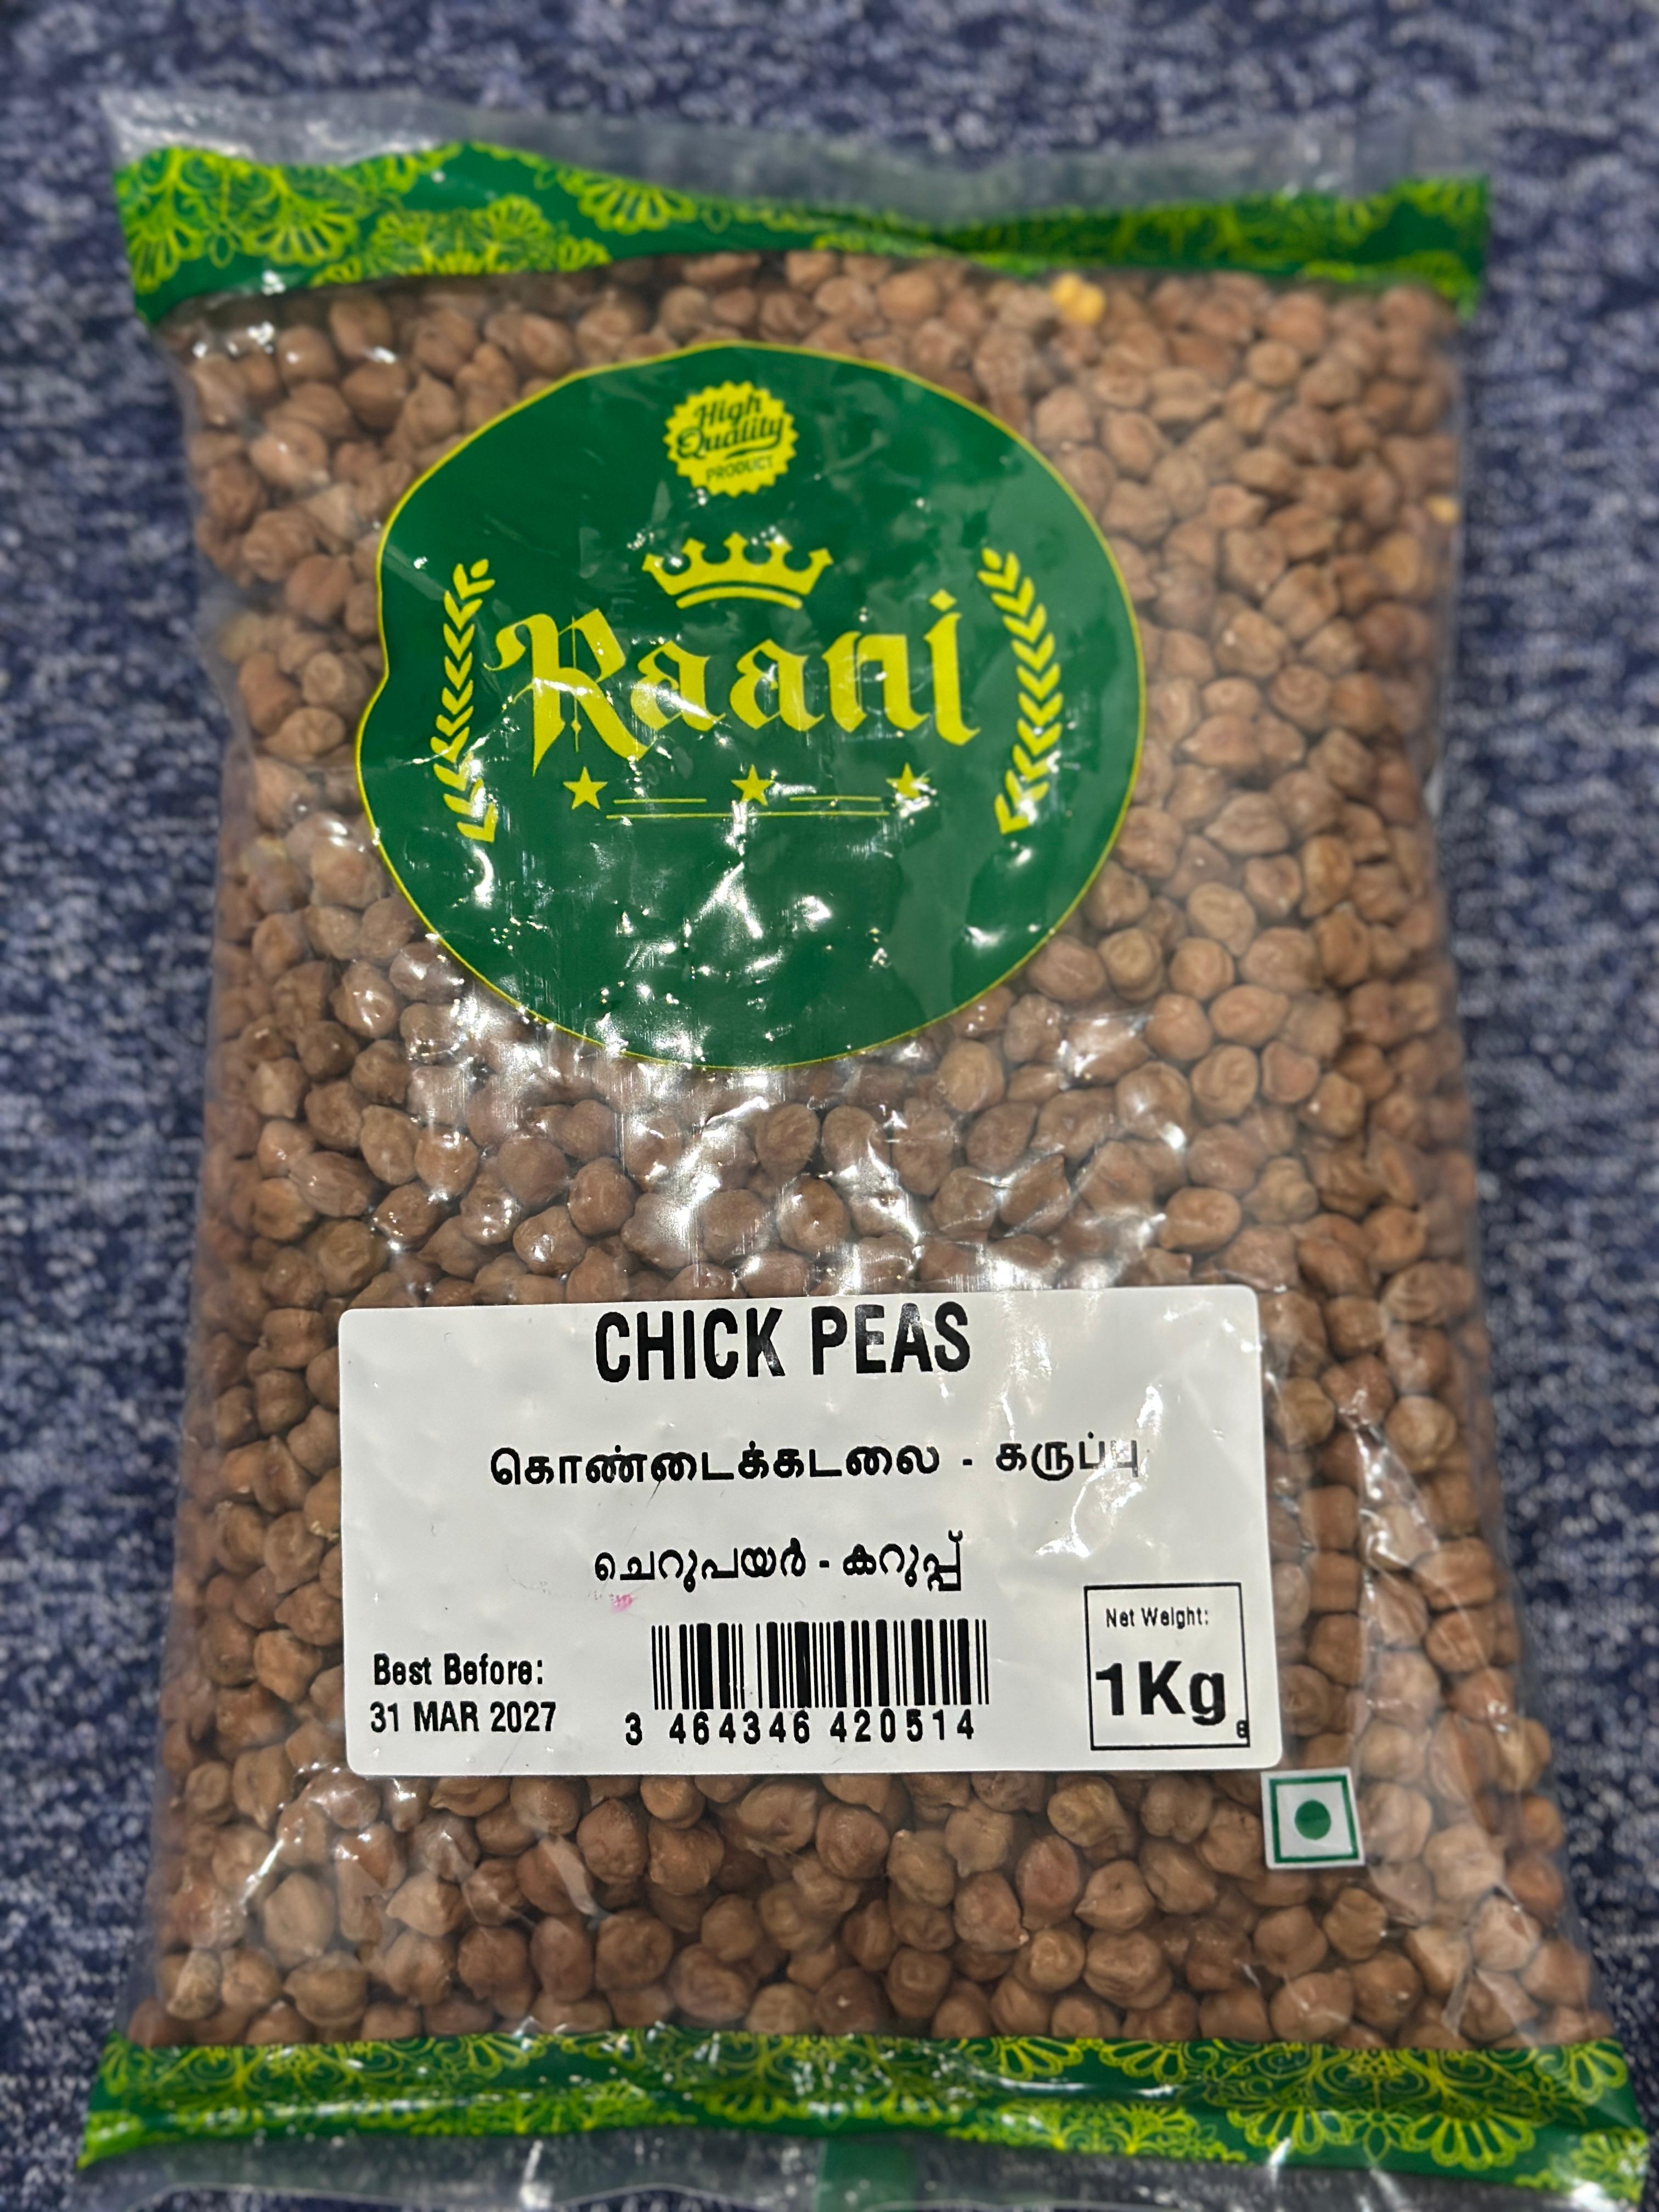 High
Quality
PRODUCT
Raani
CHICK PEAS
கொண்டைக்கடலை - கருப்பு
ചെറുപയർ - കറുപ്പ്
Best Before:
31 MAR 2027
3 464346 420514
Net Weight:
1Kg e